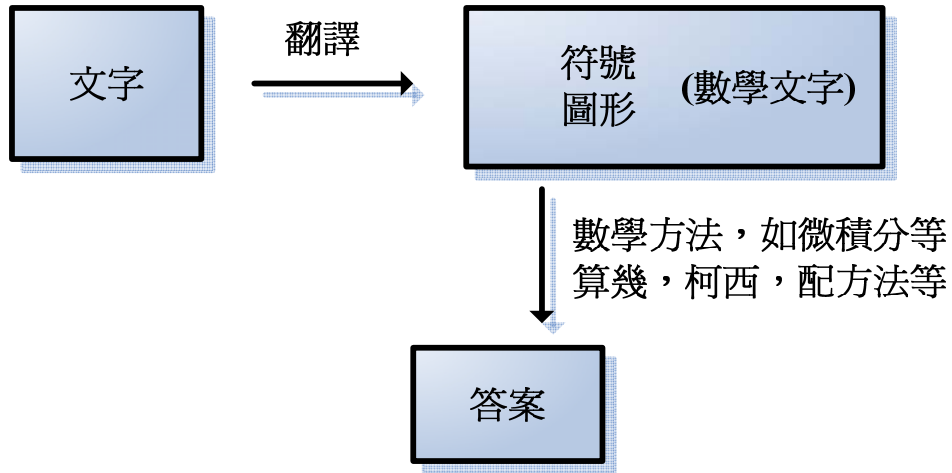 文字
翻譯
符號
圖形
(數學文字)
數學方法，如微積分等
算幾，柯西，配方法等
答案